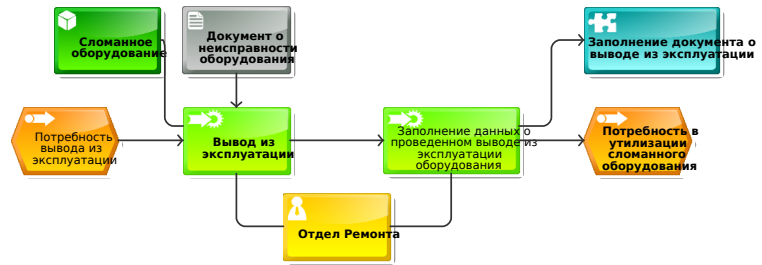 Сломанное
оборудование
Документ о
неисправности
оборудования
Заполнение документа о
выводе из эксплуатации
Потребность
вывода из
эксплуатации
Вывод из
эксплуатации
Заполнение данных о
проведенном выводе из
эксплуатации
оборудования
Потребность в
утилизации
сломанного
оборудования
Отдел Ремонта